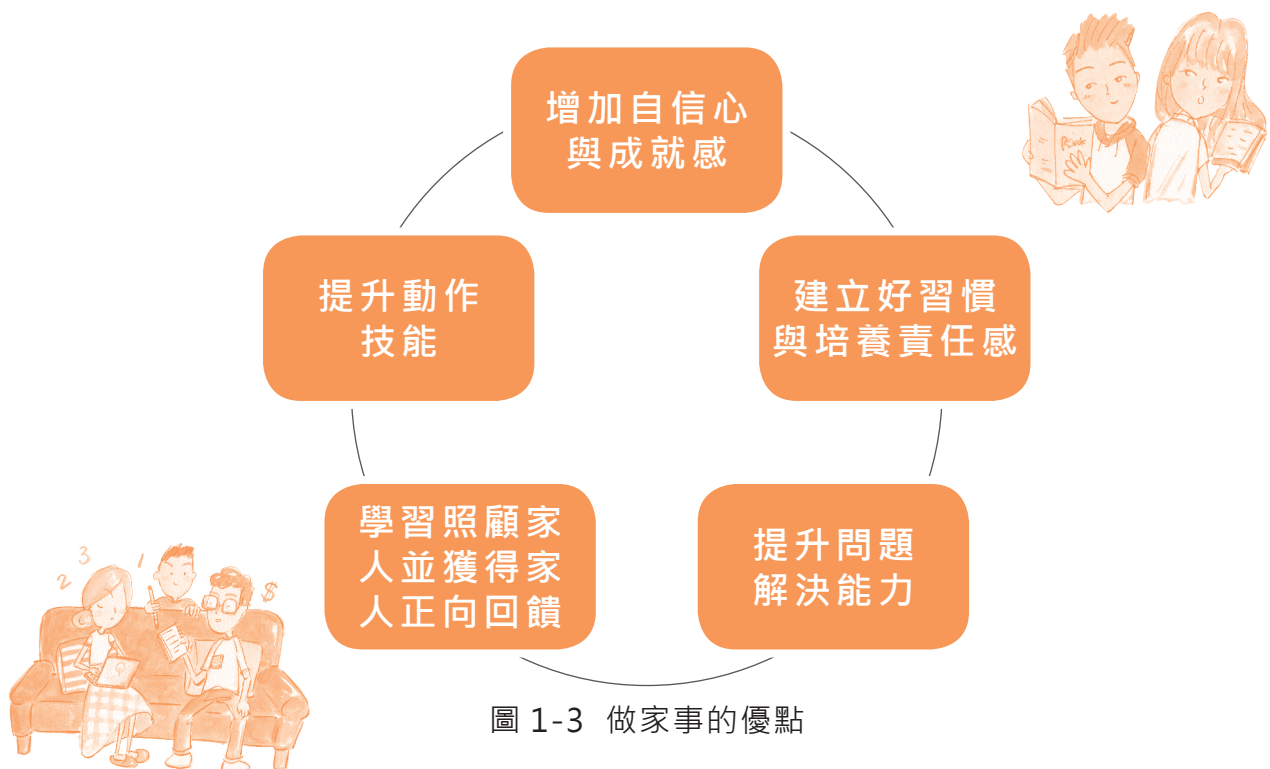 增加自信心
與成就感
建立好習慣
與培養責任感
提升問題
解決能力
學習照顧家
人並獲得家
人正向回饋
提升動作
技能
2
3
1
$
圖 1-3 做家事的優點